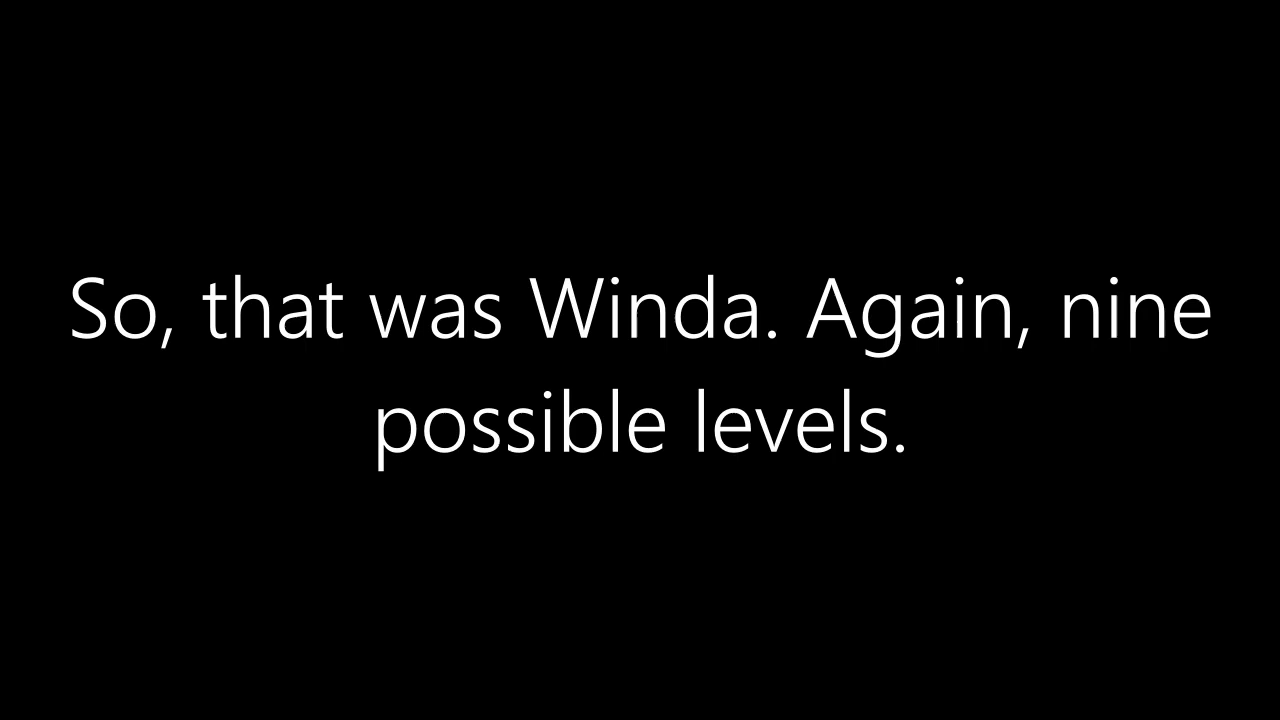 So, that was Winda. Again, nine
possible levels.